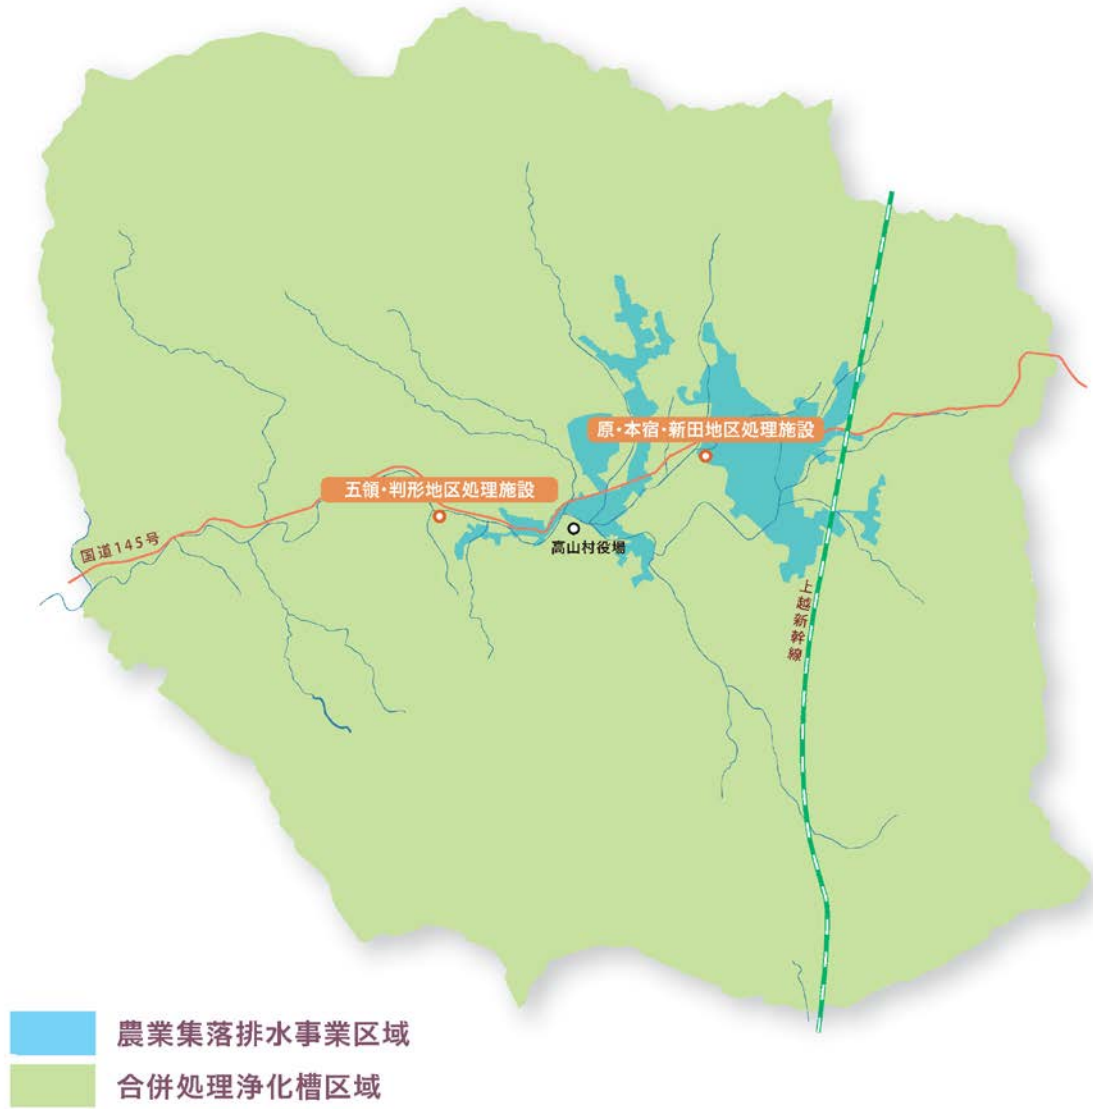 原・本宿・新田地区処理施設
五領・判形地区処理施設
国道145号
高山村役場
上越新幹線
農業集落排水事業区域
合併処理浄化槽区域